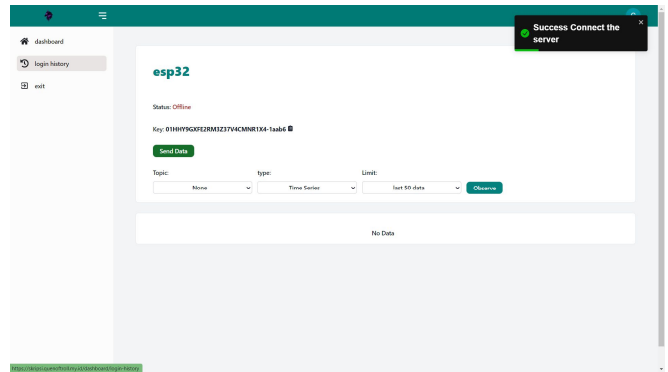 Success Connect the
server
dashboard
login history
exit
esp32
Status: Offline
Key: 01HHY9GXFE2RM3Z37V4CMNR1X4-1aab6
Send Data
Topic: type: Limit:
None Time Series last 50 data Observe
No Data